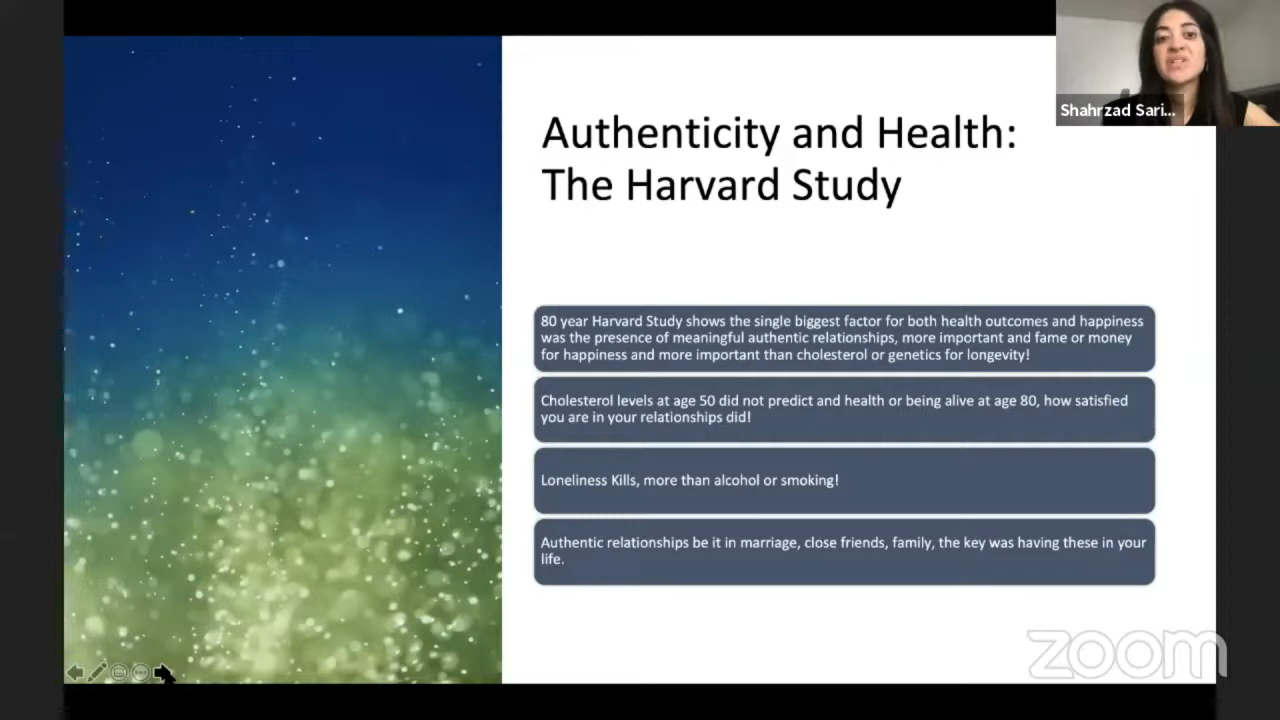 Shahrzad Sari...
Authenticity and Health:
The Harvard Study
80 year Harvard Study shows the single biggest factor for both health outcomes and happiness
was the presence of meaningful authentic relationships, more important and fame or money
for happiness and more important than cholesterol or genetics for longevity!
Cholesterol levels at age 50 did not predict and health or being alive at age 80, how satisfied
you are in your relationships did!
Loneliness Kills, more than alcohol or smoking!
Authentic relationships be it in marriage, close friends, family, the key was having these in your
life.
zoom